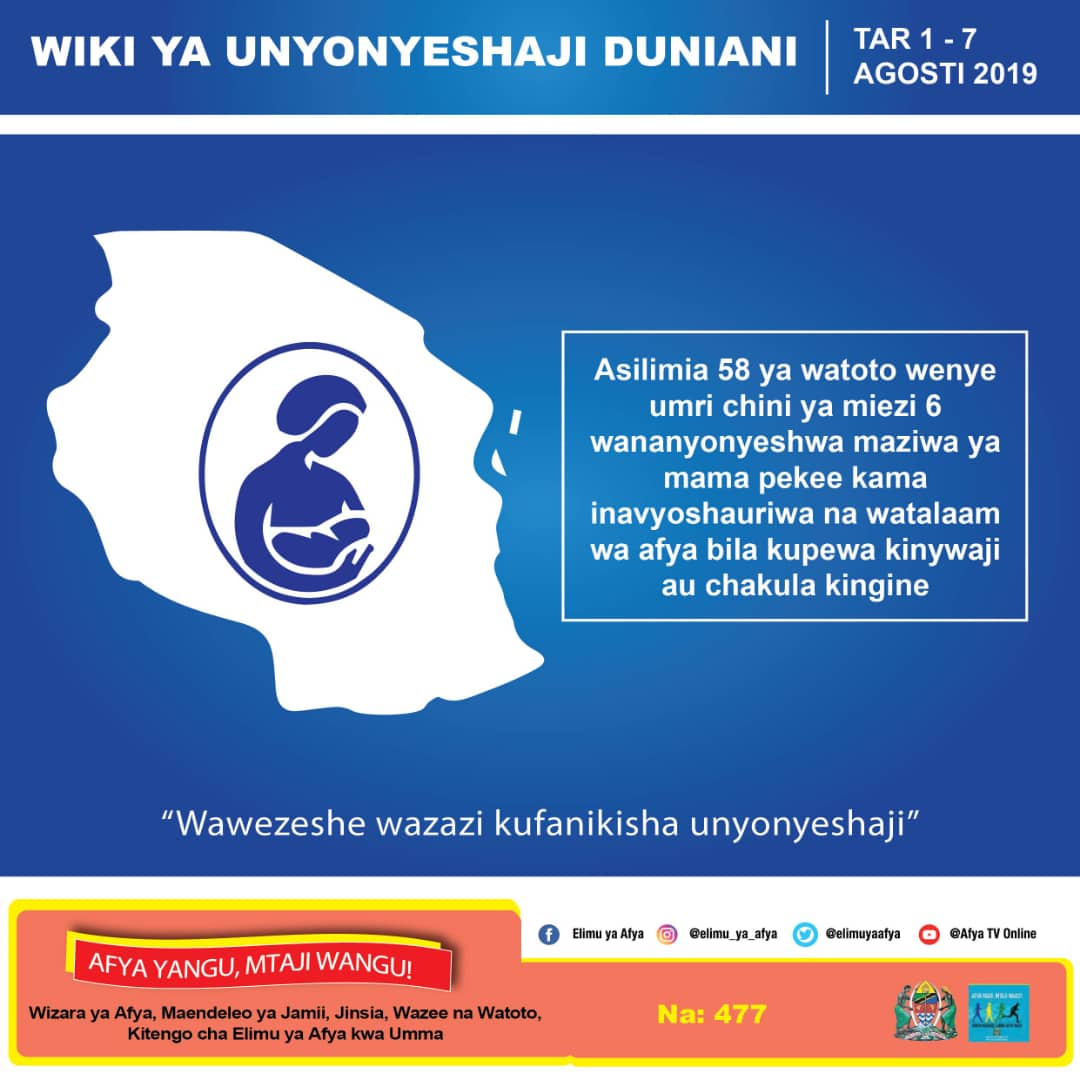 WIKI YA UNYONYESHAJI DUNIANI
TAR 1 - 7
AGOSTI 2019
Asilimia 58 ya watoto wenye
umri chini ya miezi 6
wananyonyeshwa maziwa ya
mama pekee kama
inavyoshauriwa na watalaam
wa afya bila kupewa kinywaji
au chakula kingine
“Wawezeshe wazazi kufanikisha unyonyeshaji”
Elimu ya Afya @elimu_ya_afya @elimuyaafya @Afya TV Online
AFYA YANGU, MTAJI WANGU!
Wizara ya Afya, Maendeleo ya Jamii, Jinsia, Wazee na Watoto,
Kitengo cha Elimu ya Afya kwa Umma
Na: 477